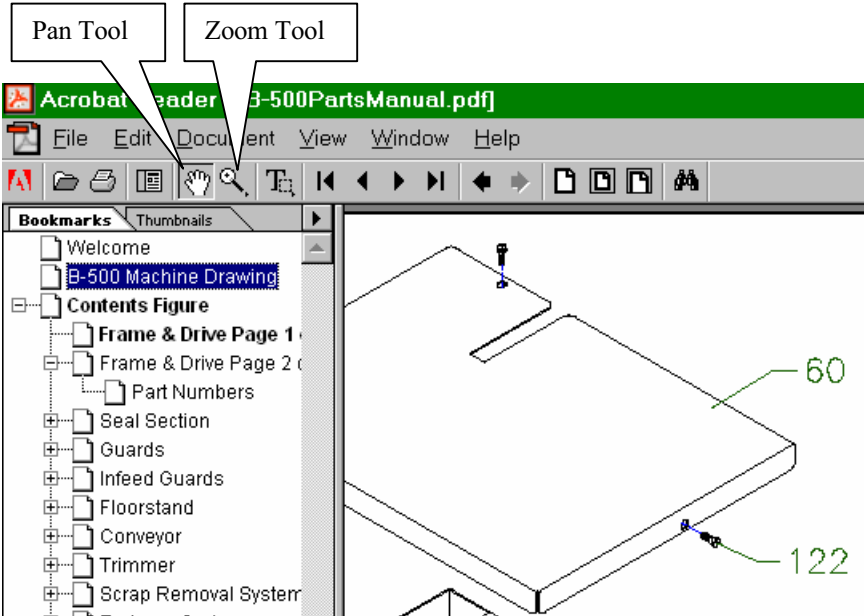 Pan Tool
Zoom Tool
Acrobat eader B-500PartsManual.pdf]
File Edit Document View Window Help
Bookmarks Thumbnails
Welcome
B-500 Machine Drawing
Contents Figure
Frame & Drive Page 1
Frame & Drive Page 2
Part Numbers
Seal Section
Guards
Infeed Guards
Floorstand
Conveyor
Trimmer
Scrap Removal System
60
122